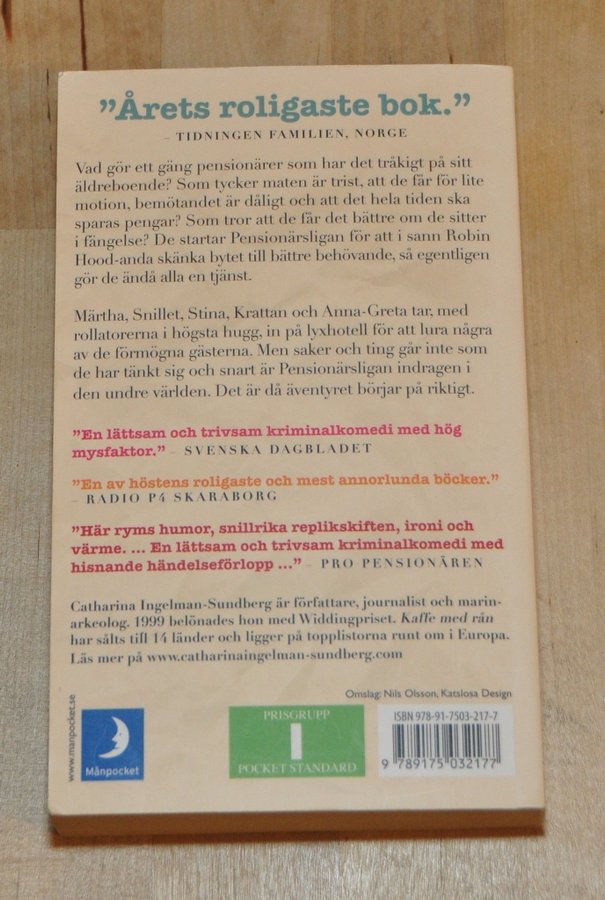 ”Årets roligaste bok.”
– TIDNINGEN FAMILIEN, NORGE
Vad gör ett gäng pensionärer som har det tråkigt på sitt
äldreboende? Som tycker maten är trist, att de får för lite
motion, bemötandet är dåligt och att det hela tiden ska
sparas pengar? Som tror att de får det bättre om de sitter
i fängelse? De startar Pensionärsligan för att i sann Robin
Hood-anda skänka bytet till bättre behövande, så egentligen
gör de ändå alla en tjänst.
Märtha, Snillet, Stina, Krattan och Anna-Greta tar, med
rollatorerna i högsta hugg, in på lyxhotell för att lura några
av de förmögna gästerna. Men saker och ting går inte som
de har tänkt sig och snart är Pensionärsligan indragen i
den undre världen. Det är då äventyret börjar på riktigt.
”En lättsam och trivsam kriminalkomedi med hög
mysfaktor.” – SVENSKA DAGBLADET
”En av höstens roligaste och mest annorlunda böcker.”
– RADIO P4 SKARABORG
”Här ryms humor, snillrika replikskiften, ironi och
värme. ... En lättsam och trivsam kriminalkomedi med
hisnande händelseförlopp ...” – PRO PENSIONÄREN
Catharina Ingelman-Sundberg är författare, journalist och marin-
arkeolog. 1999 belönades hon med Widdingpriset. Kaffe med rån
har sålts till 14 länder och ligger på topplistorna runt om i Europa.
Läs mer på www.catharinaingelman-sundberg.com
Omslag: Nils Olsson, Katslosa Design
www.manpocket.se
Månpocket
PRISGRUPP
1
POCKET STANDARD
ISBN 978-91-7503-217-7
9 789175 032177